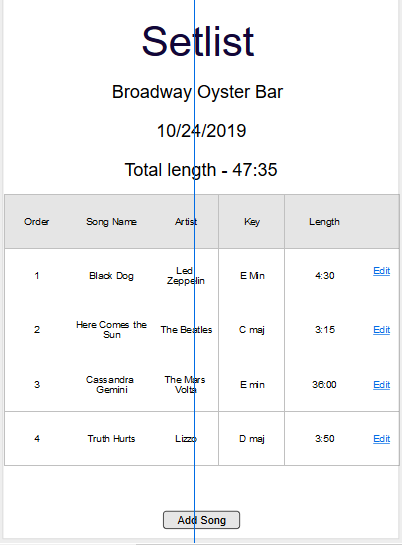 Setlist
Broadway Oyster Bar
10/24/2019
Total length - 47:35
Order Song Name Artist Key Length
1 Black Dog Led Zeppelin E Min 4:30 Edit
2 Here Comes the Sun The Beatles C maj 3:15 Edit
3 Cassandra Gemini The Mars Volta E min 36:00 Edit
4 Truth Hurts Lizzo D maj 3:50 Edit
Add Song